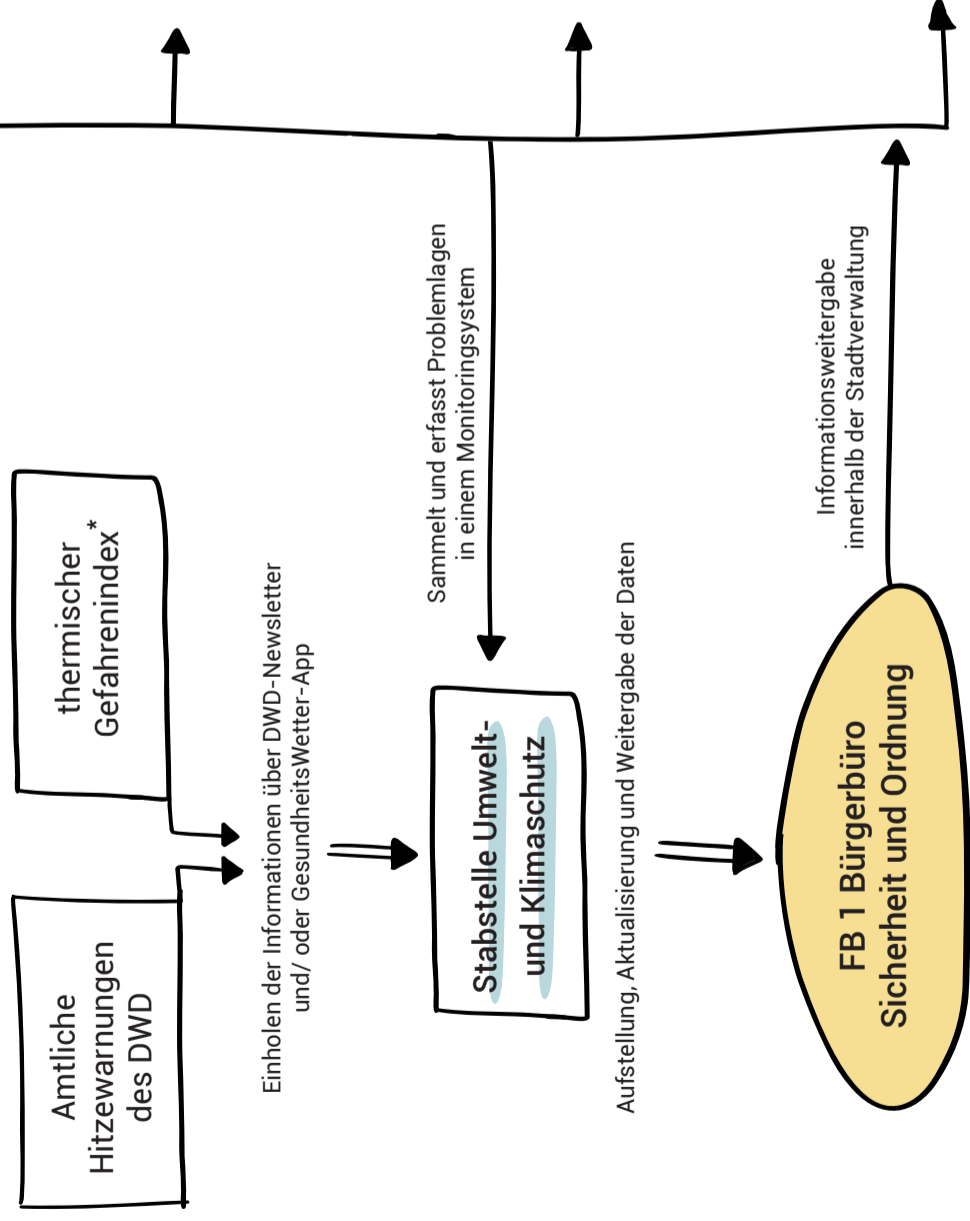 Amtliche
Hitzewarnungen
des DWD
thermischer
Gefahrenindex*
Einholen der Informationen über DWD-Newsletter
und/ oder GesundheitsWetter-App
Stabstelle Umwelt-
und Klimaschutz
Sammelt und erfasst Problemlagen
in einem Monitoringsystem
Aufstellung, Aktualisierung und Weitergabe der Daten
FB 1 Bürgerbüro
Sicherheit und Ordnung
Informationsweitergabe
innerhalb der Stadtverwaltung